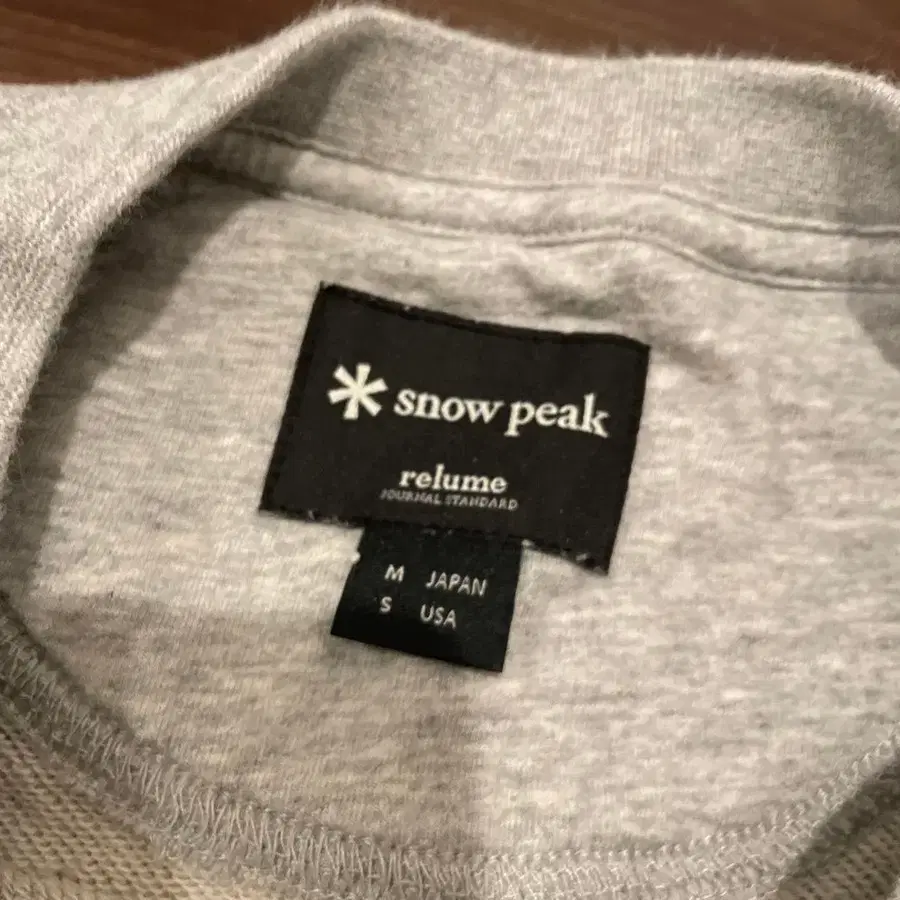 snow peak
relume
JOURNAL STANDARD
M JAPAN
S USA